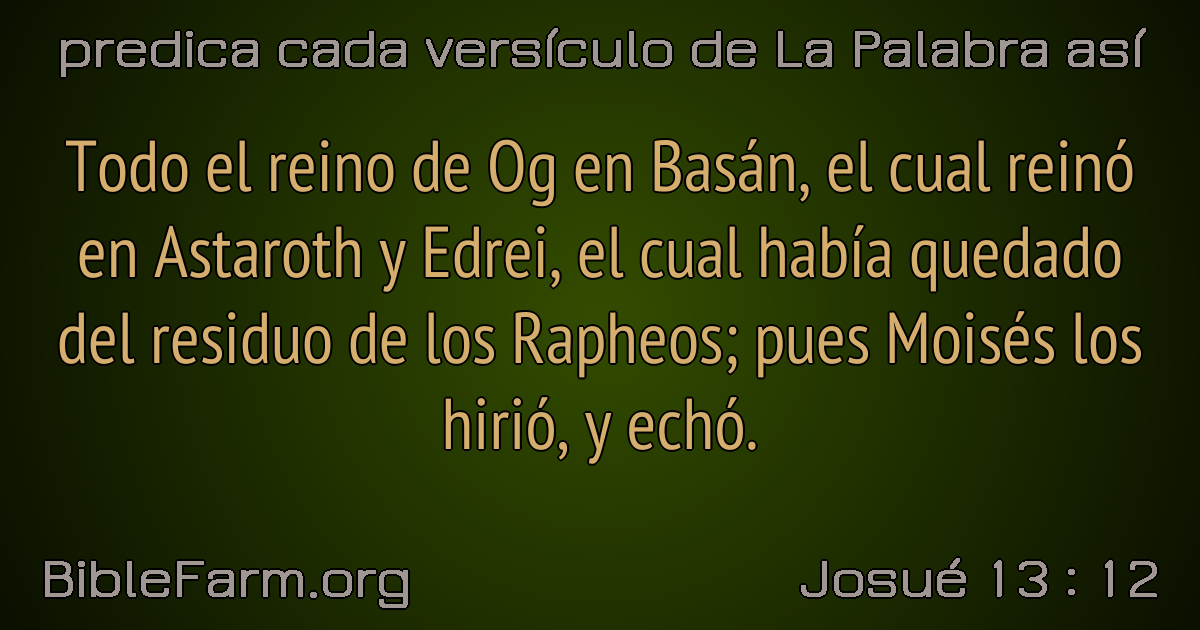 predica cada versículo de La Palabra así
Todo el reino de Og en Basán, el cual reinó
en Astaroth y Edrei, el cual había quedado
del residuo de los Rapheos; pues Moisés los
hirió, y echó.
BibleFarm.org
Josué 13 : 12